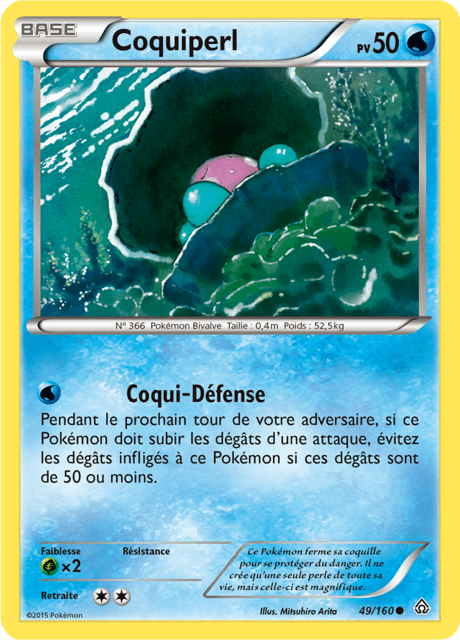 BASE
Coquiperl
PV 50
N° 366 Pokémon Bivalve Taille : 0,4m Poids : 52,5kg
Coqui-Défense
Pendant le prochain tour de votre adversaire, si ce
Pokémon doit subir les dégâts d'une attaque, évitez
les dégâts infligés à ce Pokémon si ces dégâts sont
de 50 ou moins.
Faiblesse
×2
Résistance
Retraite
Ce Pokémon ferme sa coquille
pour se protéger du danger. Il ne
crée qu'une seule perle de toute sa
vie, mais celle-ci est magnifique.
©2015 Pokémon
Illus. Mitsuhiro Arita
49/160